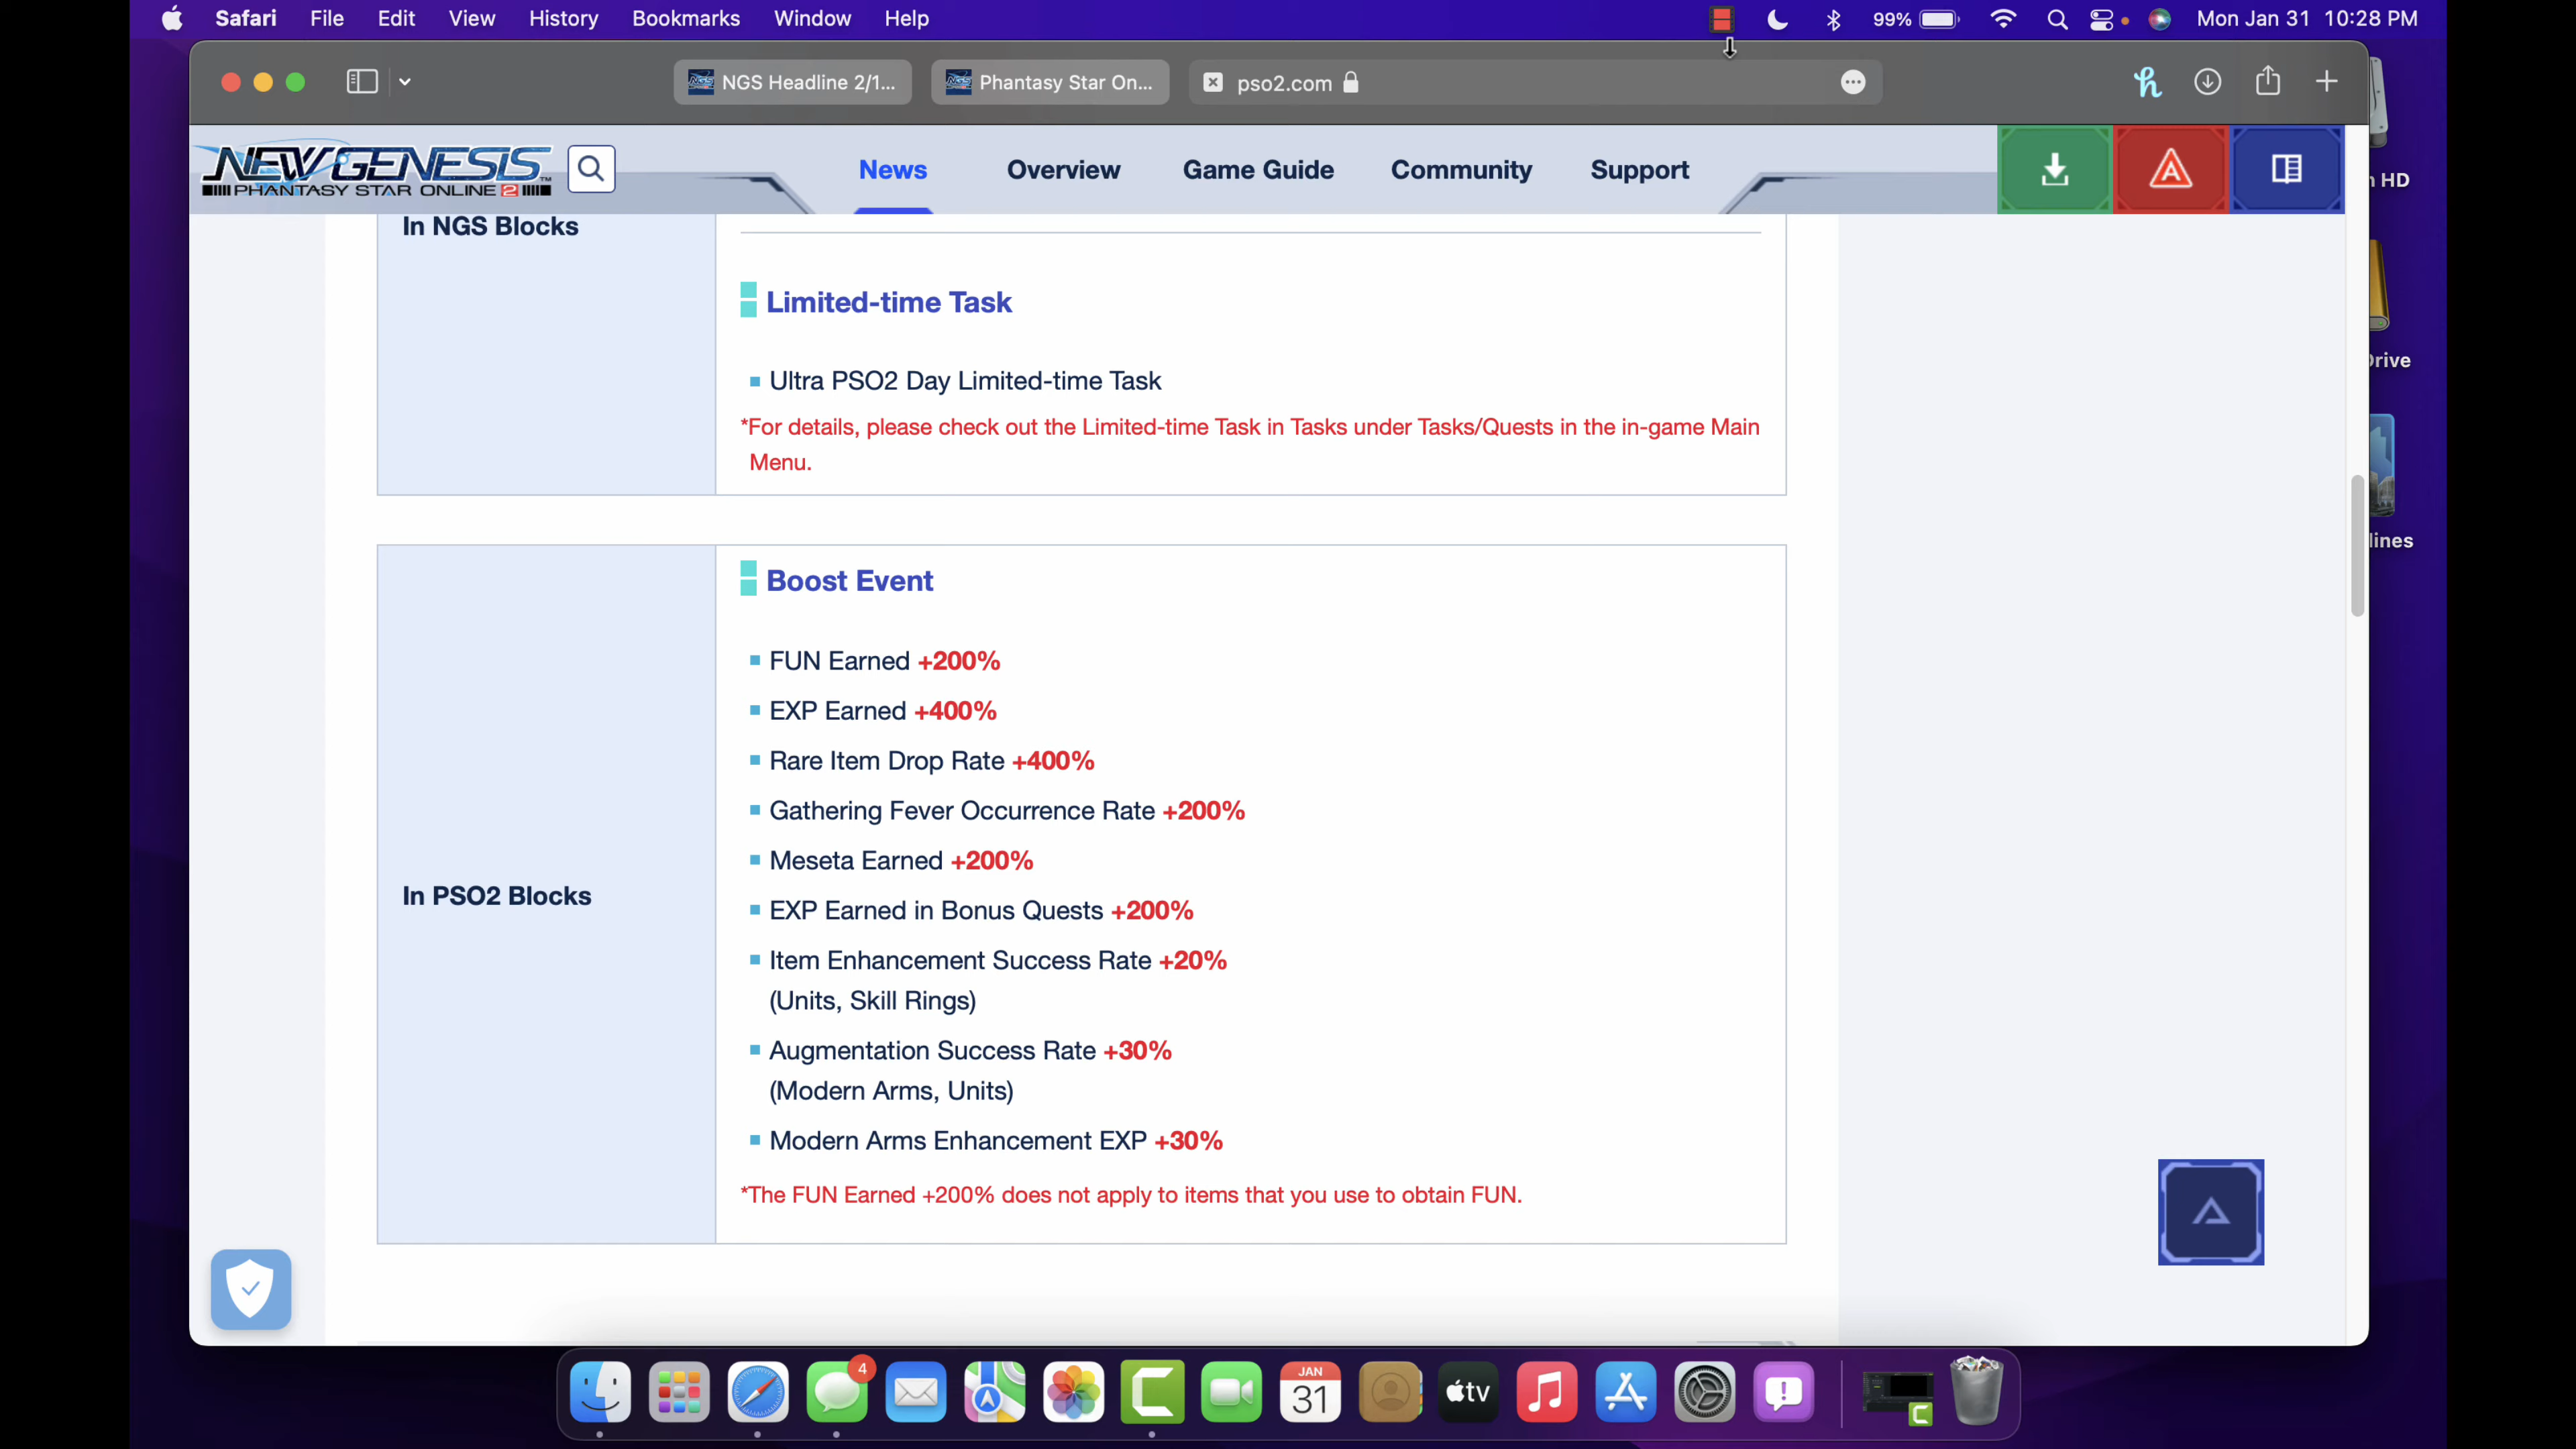 Safari File Edit View History Bookmarks Window Help 99% Mon Jan 31 10:28 PM
NGS Headline 2/1... Phantasy Star On... pso2.com
NEW GENESIS
PHANTASY STAR ONLINE 2
News Overview Game Guide Community Support
HD
In NGS Blocks
Limited-time Task
Drive
Ultra PSO2 Day Limited-time Task
*For details, please check out the Limited-time Task in Tasks under Tasks/Quests in the in-game Main
Menu.
lines
Boost Event
FUN Earned +200%
EXP Earned +400%
Rare Item Drop Rate +400%
Gathering Fever Occurrence Rate +200%
Meseta Earned +200%
In PSO2 Blocks
EXP Earned in Bonus Quests +200%
Item Enhancement Success Rate +20%
(Units, Skill Rings)
Augmentation Success Rate +30%
(Modern Arms, Units)
Modern Arms Enhancement EXP +30%
*The FUN Earned +200% does not apply to items that you use to obtain FUN.
4
JAN
31
tv